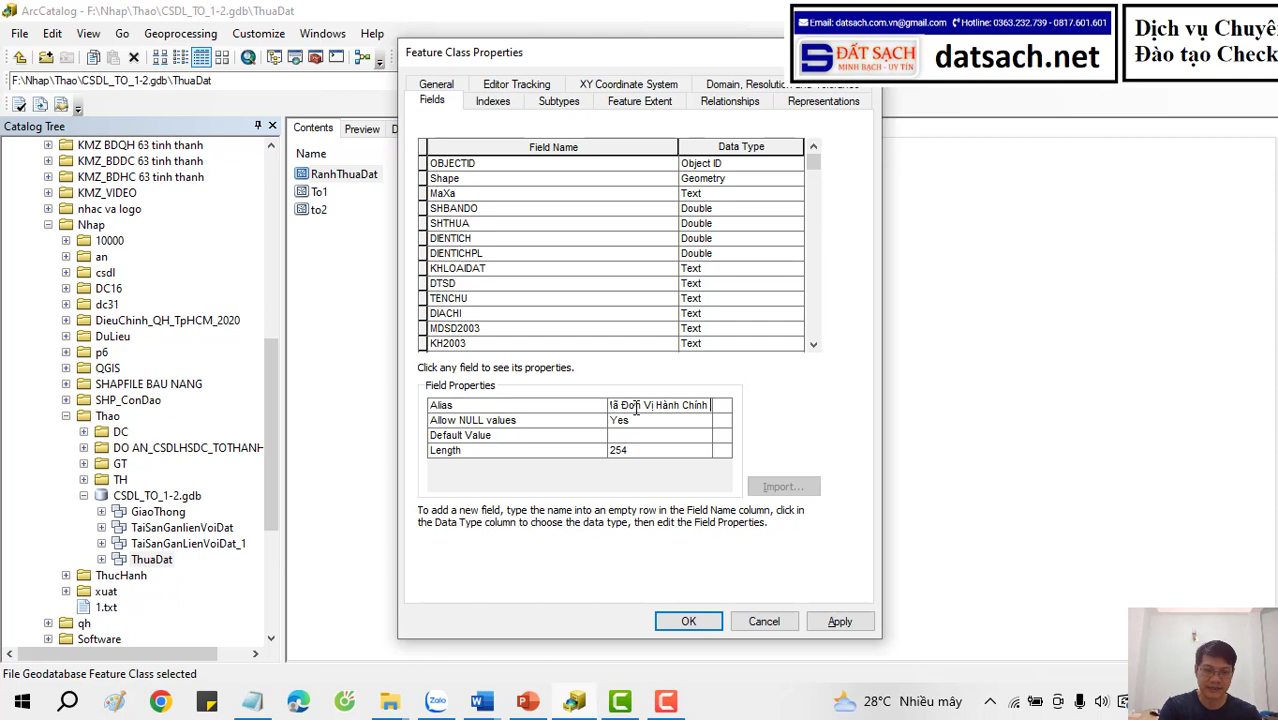 ArcCatalog - F:\Nhap\Thao\CSDL_TO_1-2.gdb\ThuaDat
File Edit View Go Geoprocessing Customize Windows Help
F:\Nhap\Thao\CSDL_TO_1-2.gdb\ThuaDat
Catalog Tree
KMZ BDQH 63 tinh thanh
KMZ_BDDC 63 tinh thanh
KMZ_BDHC 63 tinh thanh
KMZ_VIDEO
nhac va logo
Nhap
10000
an
csdl
DC16
dc31
DieuChinh_QH_TpHCM_2020
DuLieu
p6
QGIS
SHAPFILE BAU NANG
SHP_ConDao
Thao
DC
DO AN_CSDLHSDC_TOTHANH
GT
TH
CSDL_TO_1-2.gdb
GiaoThong
TaiSanGanlienVoiDat
TaiSanGanLienVoiDat_1
ThuaDat
ThucHanh
xuat
1.txt
qh
Software
Contents Preview D
Name
RanhThuaDat
To1
to2
Feature Class Properties
General Editor Tracking XY Coordinate System Domain, Resolution and Tolerance
Fields Indexes Subtypes Feature Extent Relationships Representations
Field Name Data Type
OBJECTID Object ID
Shape Geometry
MaXa Text
SHBANDO Double
SHTHUA Double
DIENTICH Double
DIENTICHPL Double
KHLOAIDAT Text
DTSD Text
TENCHU Text
DIACHI Text
MDSD2003 Text
KH2003 Text
Click any field to see its properties.
Field Properties
Alias ã Đơn Vị Hành Chính
Allow NULL values Yes
Default Value
Length 254
Import...
To add a new field, type the name into an empty row in the Field Name column, click in
the Data Type column to choose the data type, then edit the Field Properties.
OK Cancel Apply
File Geodatabase Feature Class selected
Email: datsach.com.vn@gmail.com Hotline: 0363.232.739 - 0817.601.601
ĐẤT SẠCH
MINH BẠCH - UY TÍN
datsach.net
Dịch vụ Chuyê
Đào tạo Check
Zalo
28°C Nhiều mây